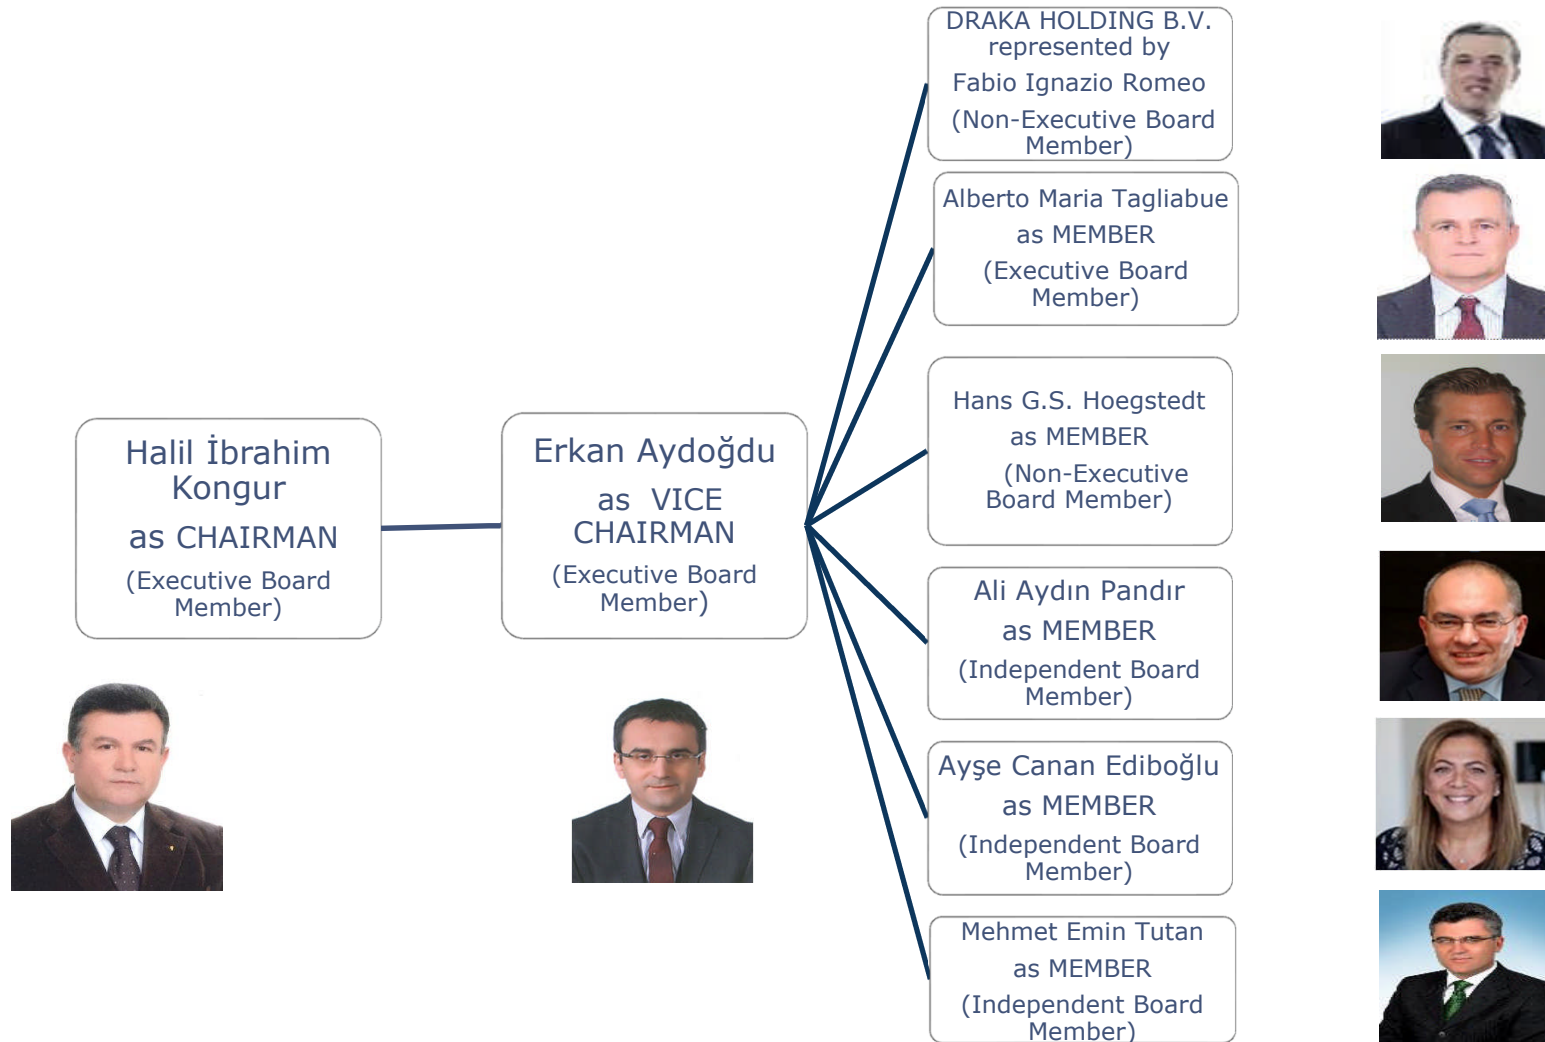 Halil İbrahim
Kongur
as CHAIRMAN
(Executive Board
Member)
Erkan Aydoğdu
as VICE
CHAIRMAN
(Executive Board
Member)
DRAKA HOLDING B.V.
represented by
Fabio Ignazio Romeo
(Non-Executive Board
Member)
Alberto Maria Tagliabue
as MEMBER
(Executive Board
Member)
Hans G.S. Hoegstedt
as MEMBER
(Non-Executive
Board Member)
Ali Aydın Pandır
as MEMBER
(Independent Board
Member)
Ayşe Canan Ediboğlu
as MEMBER
(Independent Board
Member)
Mehmet Emin Tutan
as MEMBER
(Independent Board
Member)